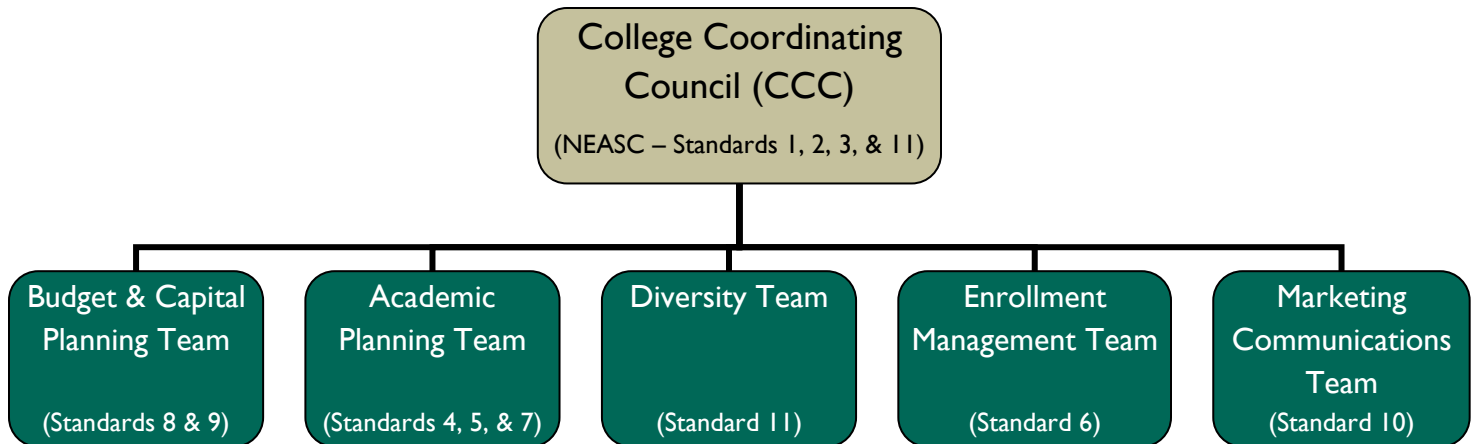 College Coordinating
Council (CCC)
(NEASC – Standards 1, 2, 3, & 11)
Budget & Capital
Planning Team
(Standards 8 & 9)
Academic
Planning Team
(Standards 4, 5, & 7)
Diversity Team
(Standard 11)
Enrollment
Management Team
(Standard 6)
Marketing
Communications
Team
(Standard 10)